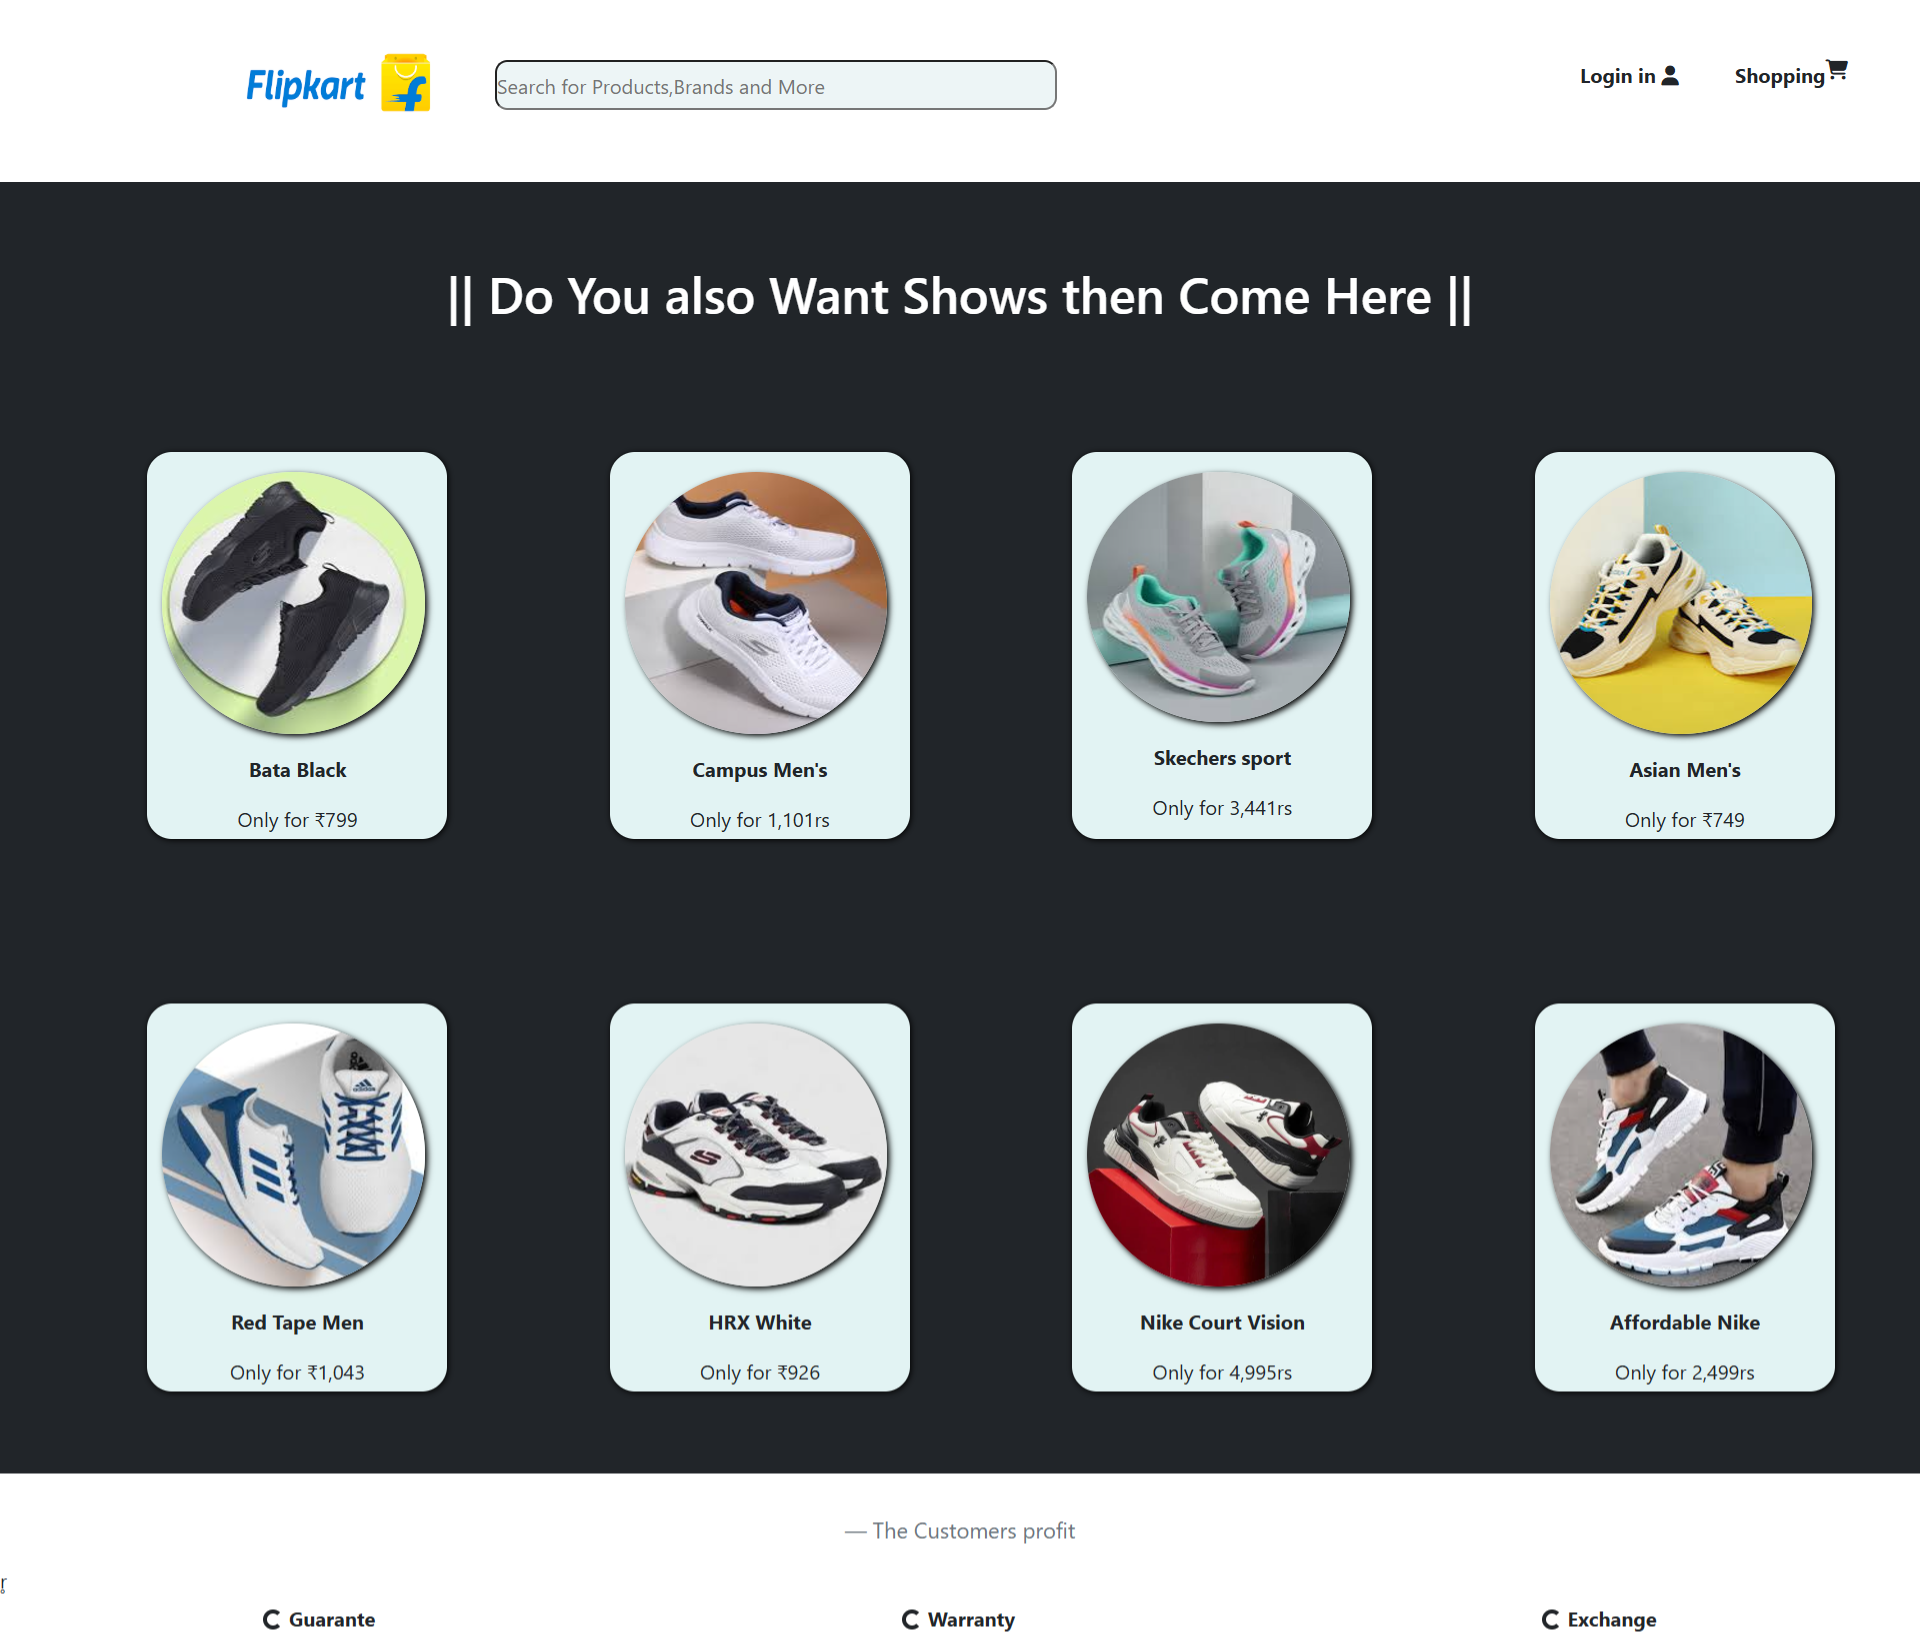 Flipkart
Search for Products,Brands and More
Login in
Shopping
|| Do You also Want Shows then Come Here ||
Bata Black
Only for ₹799
Campus Men's
Only for 1,101rs
Skechers sport
Only for 3,441rs
Asian Men's
Only for ₹749
Red Tape Men
Only for ₹1,043
HRX White
Only for ₹926
Nike Court Vision
Only for 4,995rs
Affordable Nike
Only for 2,499rs
— The Customers profit
Guarante
Warranty
Exchange